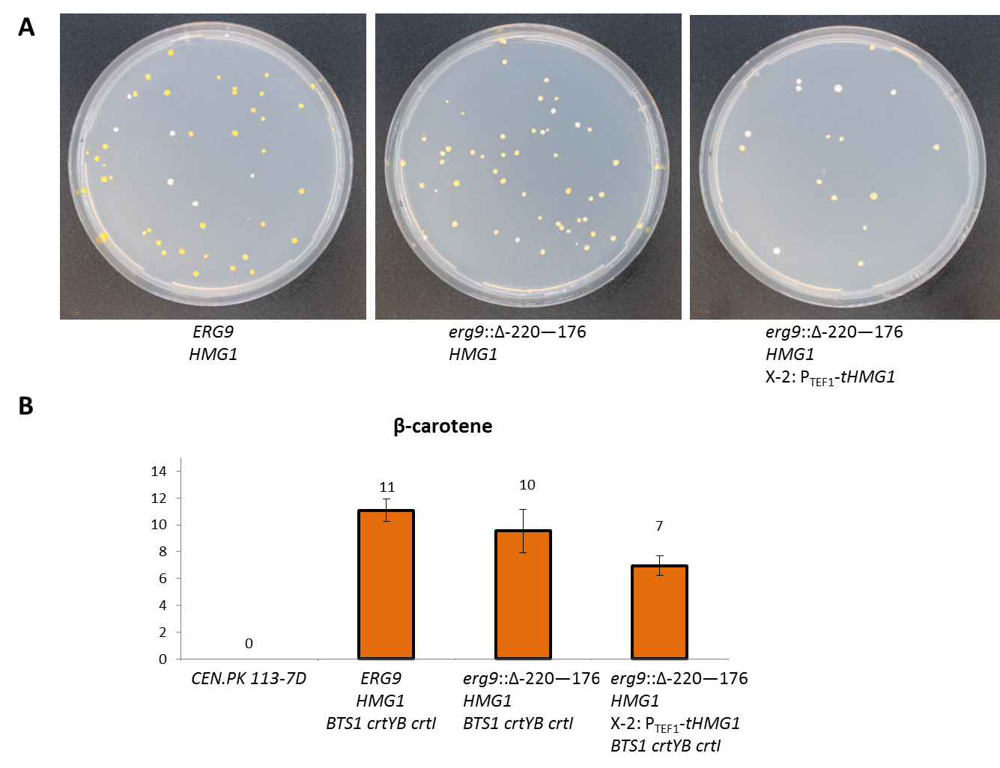 A
ERG9
HMG1
erg9::Δ-220—176
HMG1
erg9::Δ-220—176
HMG1
X-2: PTEF1-tHMG1
B
β-carotene
14
12
10
8
6
4
2
0
0
11
10
7
CEN.PK 113-7D
ERG9
HMG1
BTS1 crtYB crtI
erg9::Δ-220—176
HMG1
BTS1 crtYB crtI
erg9::Δ-220—176
HMG1
X-2: PTEF1-tHMG1
BTS1 crtYB crtI